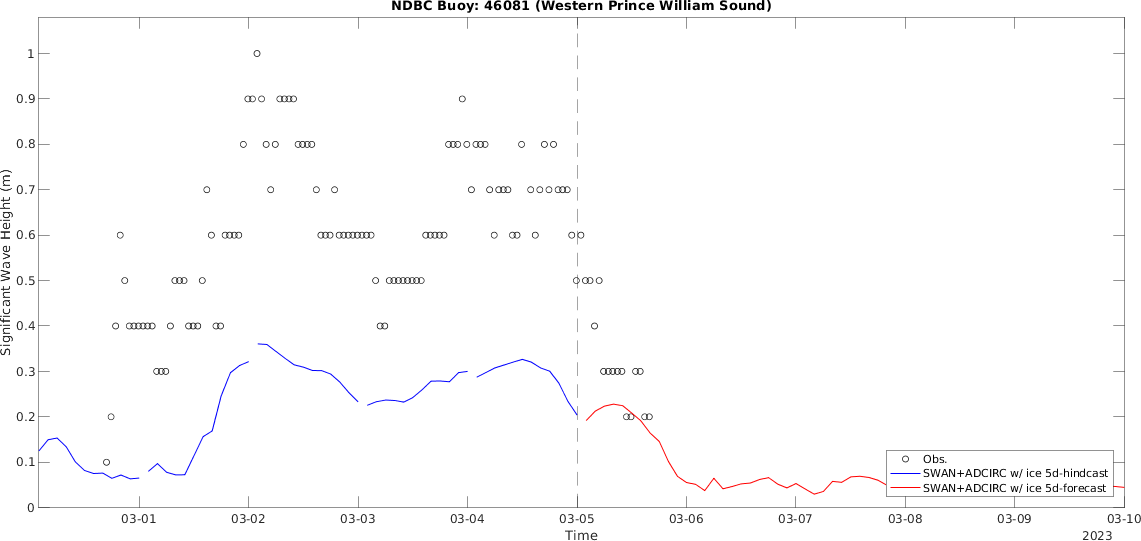 NDBC Buoy: 46081 (Western Prince William Sound)
Significant Wave Height (m)
1
0.9
0.8
0.7
0.6
0.5
0.4
0.3
0.2
0.1
0
Obs.
SWAN+ADCIRC w/ ice 5d-hindcast
SWAN+ADCIRC w/ ice 5d-forecast
03-01 03-02 03-03 03-04 03-05 03-06 03-07 03-08 03-09 03-10
Time
2023